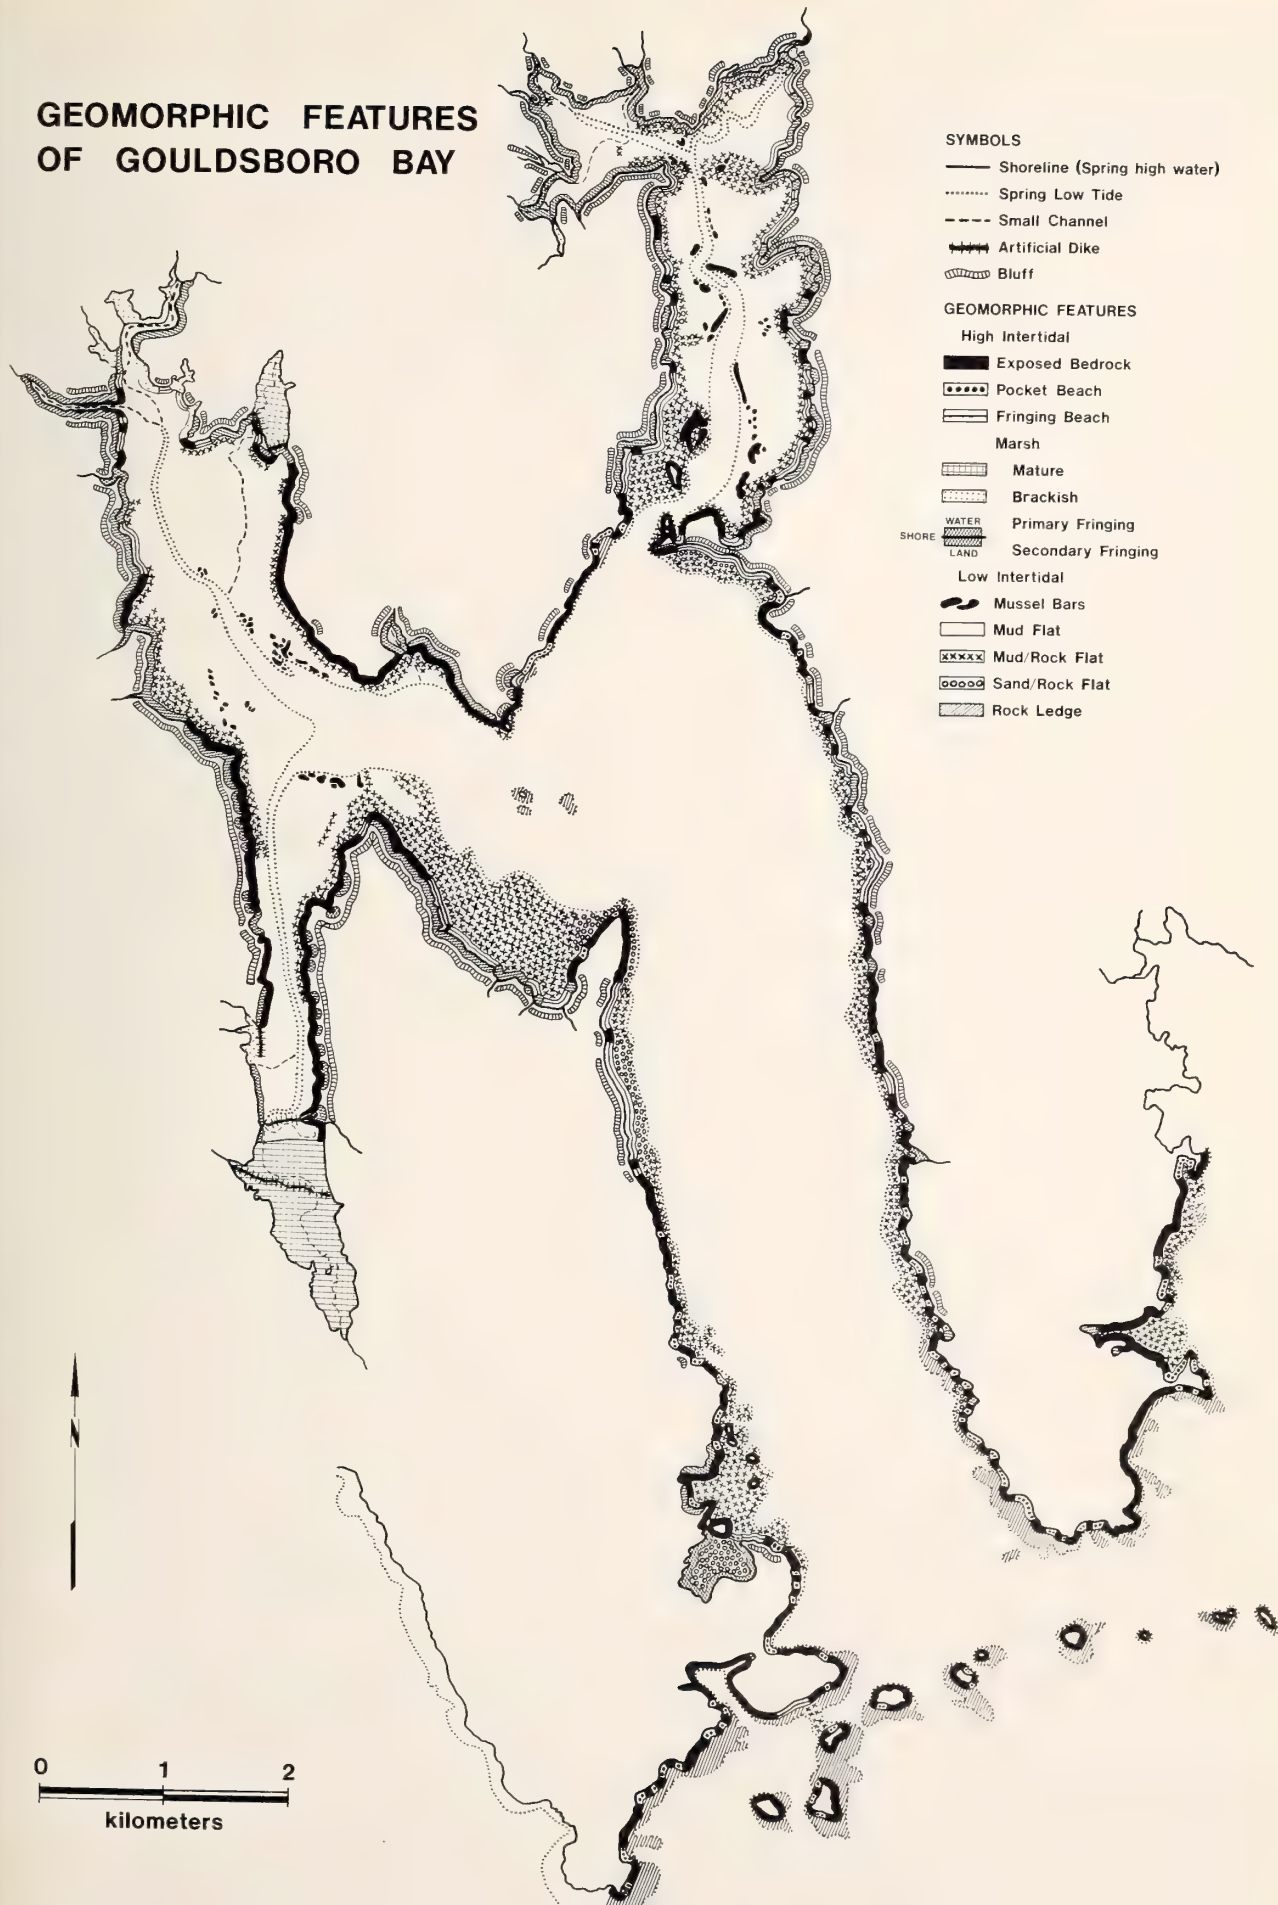 GEOMORPHIC FEATURES
OF GOULDSBORO BAY
SYMBOLS
Shoreline (Spring high water)
Spring Low Tide
Small Channel
Artificial Dike
Bluff
GEOMORPHIC FEATURES
High Intertidal
Exposed Bedrock
Pocket Beach
Fringing Beach
Marsh
Mature
Brackish
WATER
Primary Fringing
SHORE
LAND
Secondary Fringing
Low Intertidal
Mussel Bars
Mud Flat
Mud/Rock Flat
Sand/Rock Flat
Rock Ledge
N
0 1 2
kilometers